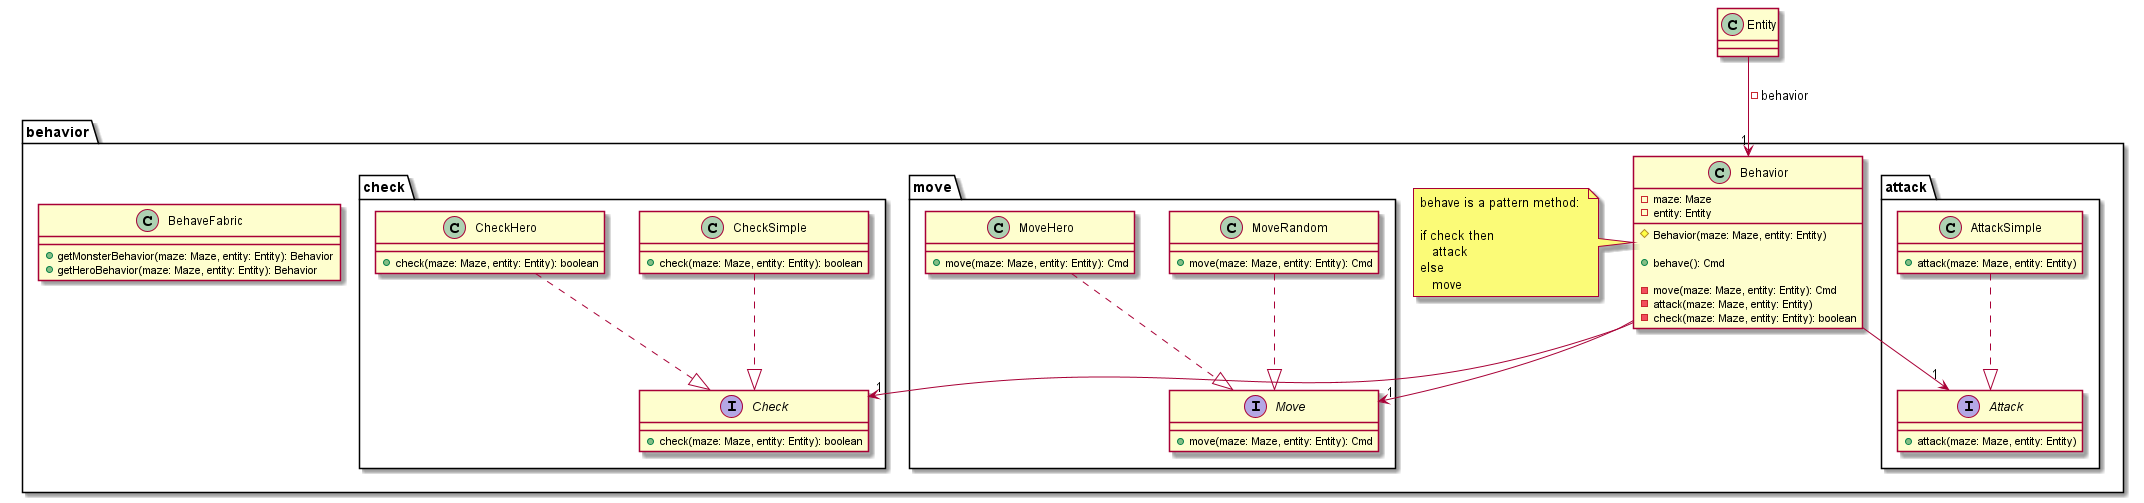 C Entity
behavior
1
behavior
C BehaveFabric
getMonsterBehavior(maze: Maze, entity: Entity): Behavior
getHeroBehavior(maze: Maze, entity: Entity): Behavior
check
C CheckHero
check(maze: Maze, entity: Entity): boolean
C CheckSimple
check(maze: Maze, entity: Entity): boolean
1
I Check
check(maze: Maze, entity: Entity): boolean
move
C MoveHero
move(maze: Maze, entity: Entity): Cmd
C MoveRandom
move(maze: Maze, entity: Entity): Cmd
1
I Move
move(maze: Maze, entity: Entity): Cmd
behave is a pattern method:
if check then
attack
else
move
C Behavior
maze: Maze
entity: Entity
Behavior(maze: Maze, entity: Entity)
behave(): Cmd
move(maze: Maze, entity: Entity): Cmd
attack(maze: Maze, entity: Entity)
check(maze: Maze, entity: Entity): boolean
attack
C AttackSimple
attack(maze: Maze, entity: Entity)
1
I Attack
attack(maze: Maze, entity: Entity)